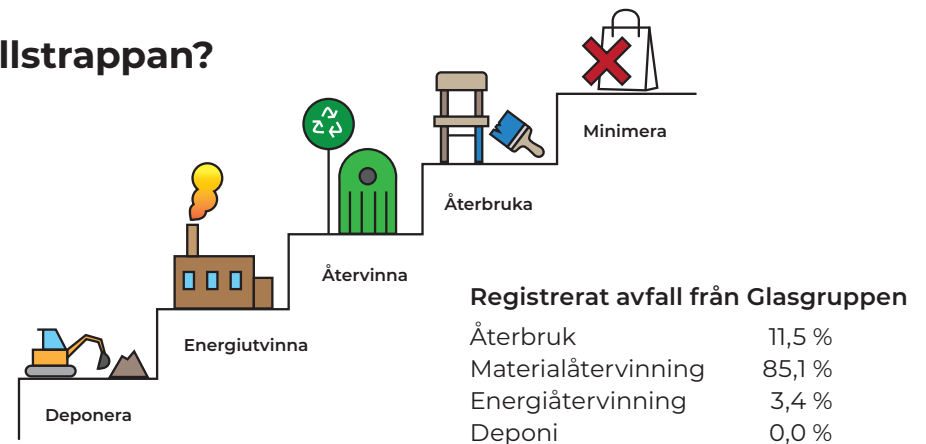 llstrappan?
Minimera
Återbruka
Återvinna
Energiutvinna
Deponera
Registrerat avfall från Glasgruppen
Återbruk 11,5 %
Materialåtervinning 85,1 %
Energiåtervinning 3,4 %
Deponi 0,0 %